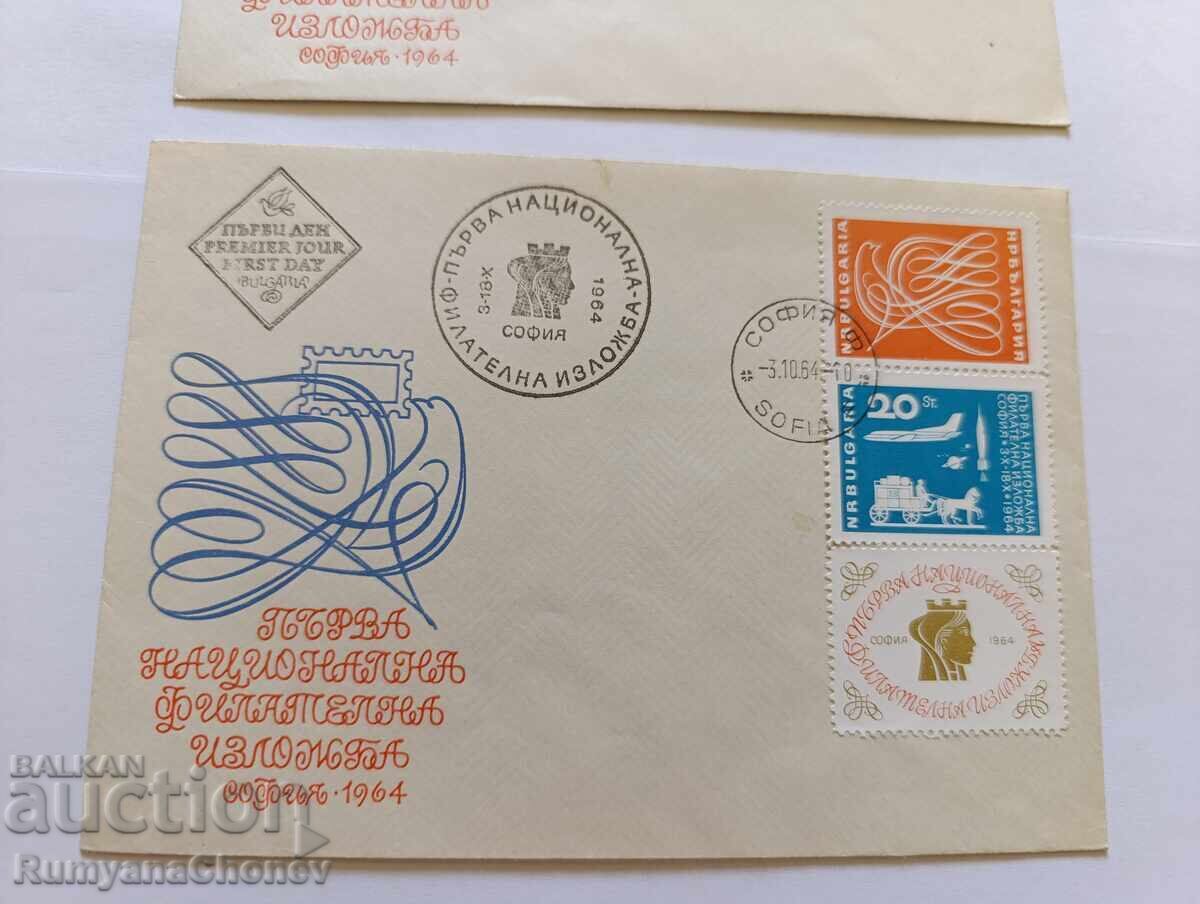 ФИЛАТЕЛНА
ИЗЛОЖБА
СОФИЯ · 1964
ПЪРВИ ДЕН
PREMIER JOUR
FIRST DAY
BULGARIA
ПЪРВА НАЦИОНАЛНА
ФИЛАТЕЛНА ИЗЛОЖБА
3-18·X
1964
СОФИЯ
СОФИЯ
-3.10.64
SOFIA
NRBULGARIA
НРБЪЛГАРИЯ
NRBULGARIA
20 ST.
ПЪРВА НАЦИОНАЛНА
ФИЛАТЕЛНА ИЗЛОЖБА
СОФИЯ * 3·X-18·X * 1964
ПЪРВА НАЦИОНАЛНА
ФИЛАТЕЛНА ИЗЛОЖБА
СОФИЯ 1964
ПЪРВА
НАЦИОНАЛНА
ФИЛАТЕЛНА
ИЗЛОЖБА
СОФИЯ · 1964
BALKAN
auction
RumyanaChonev